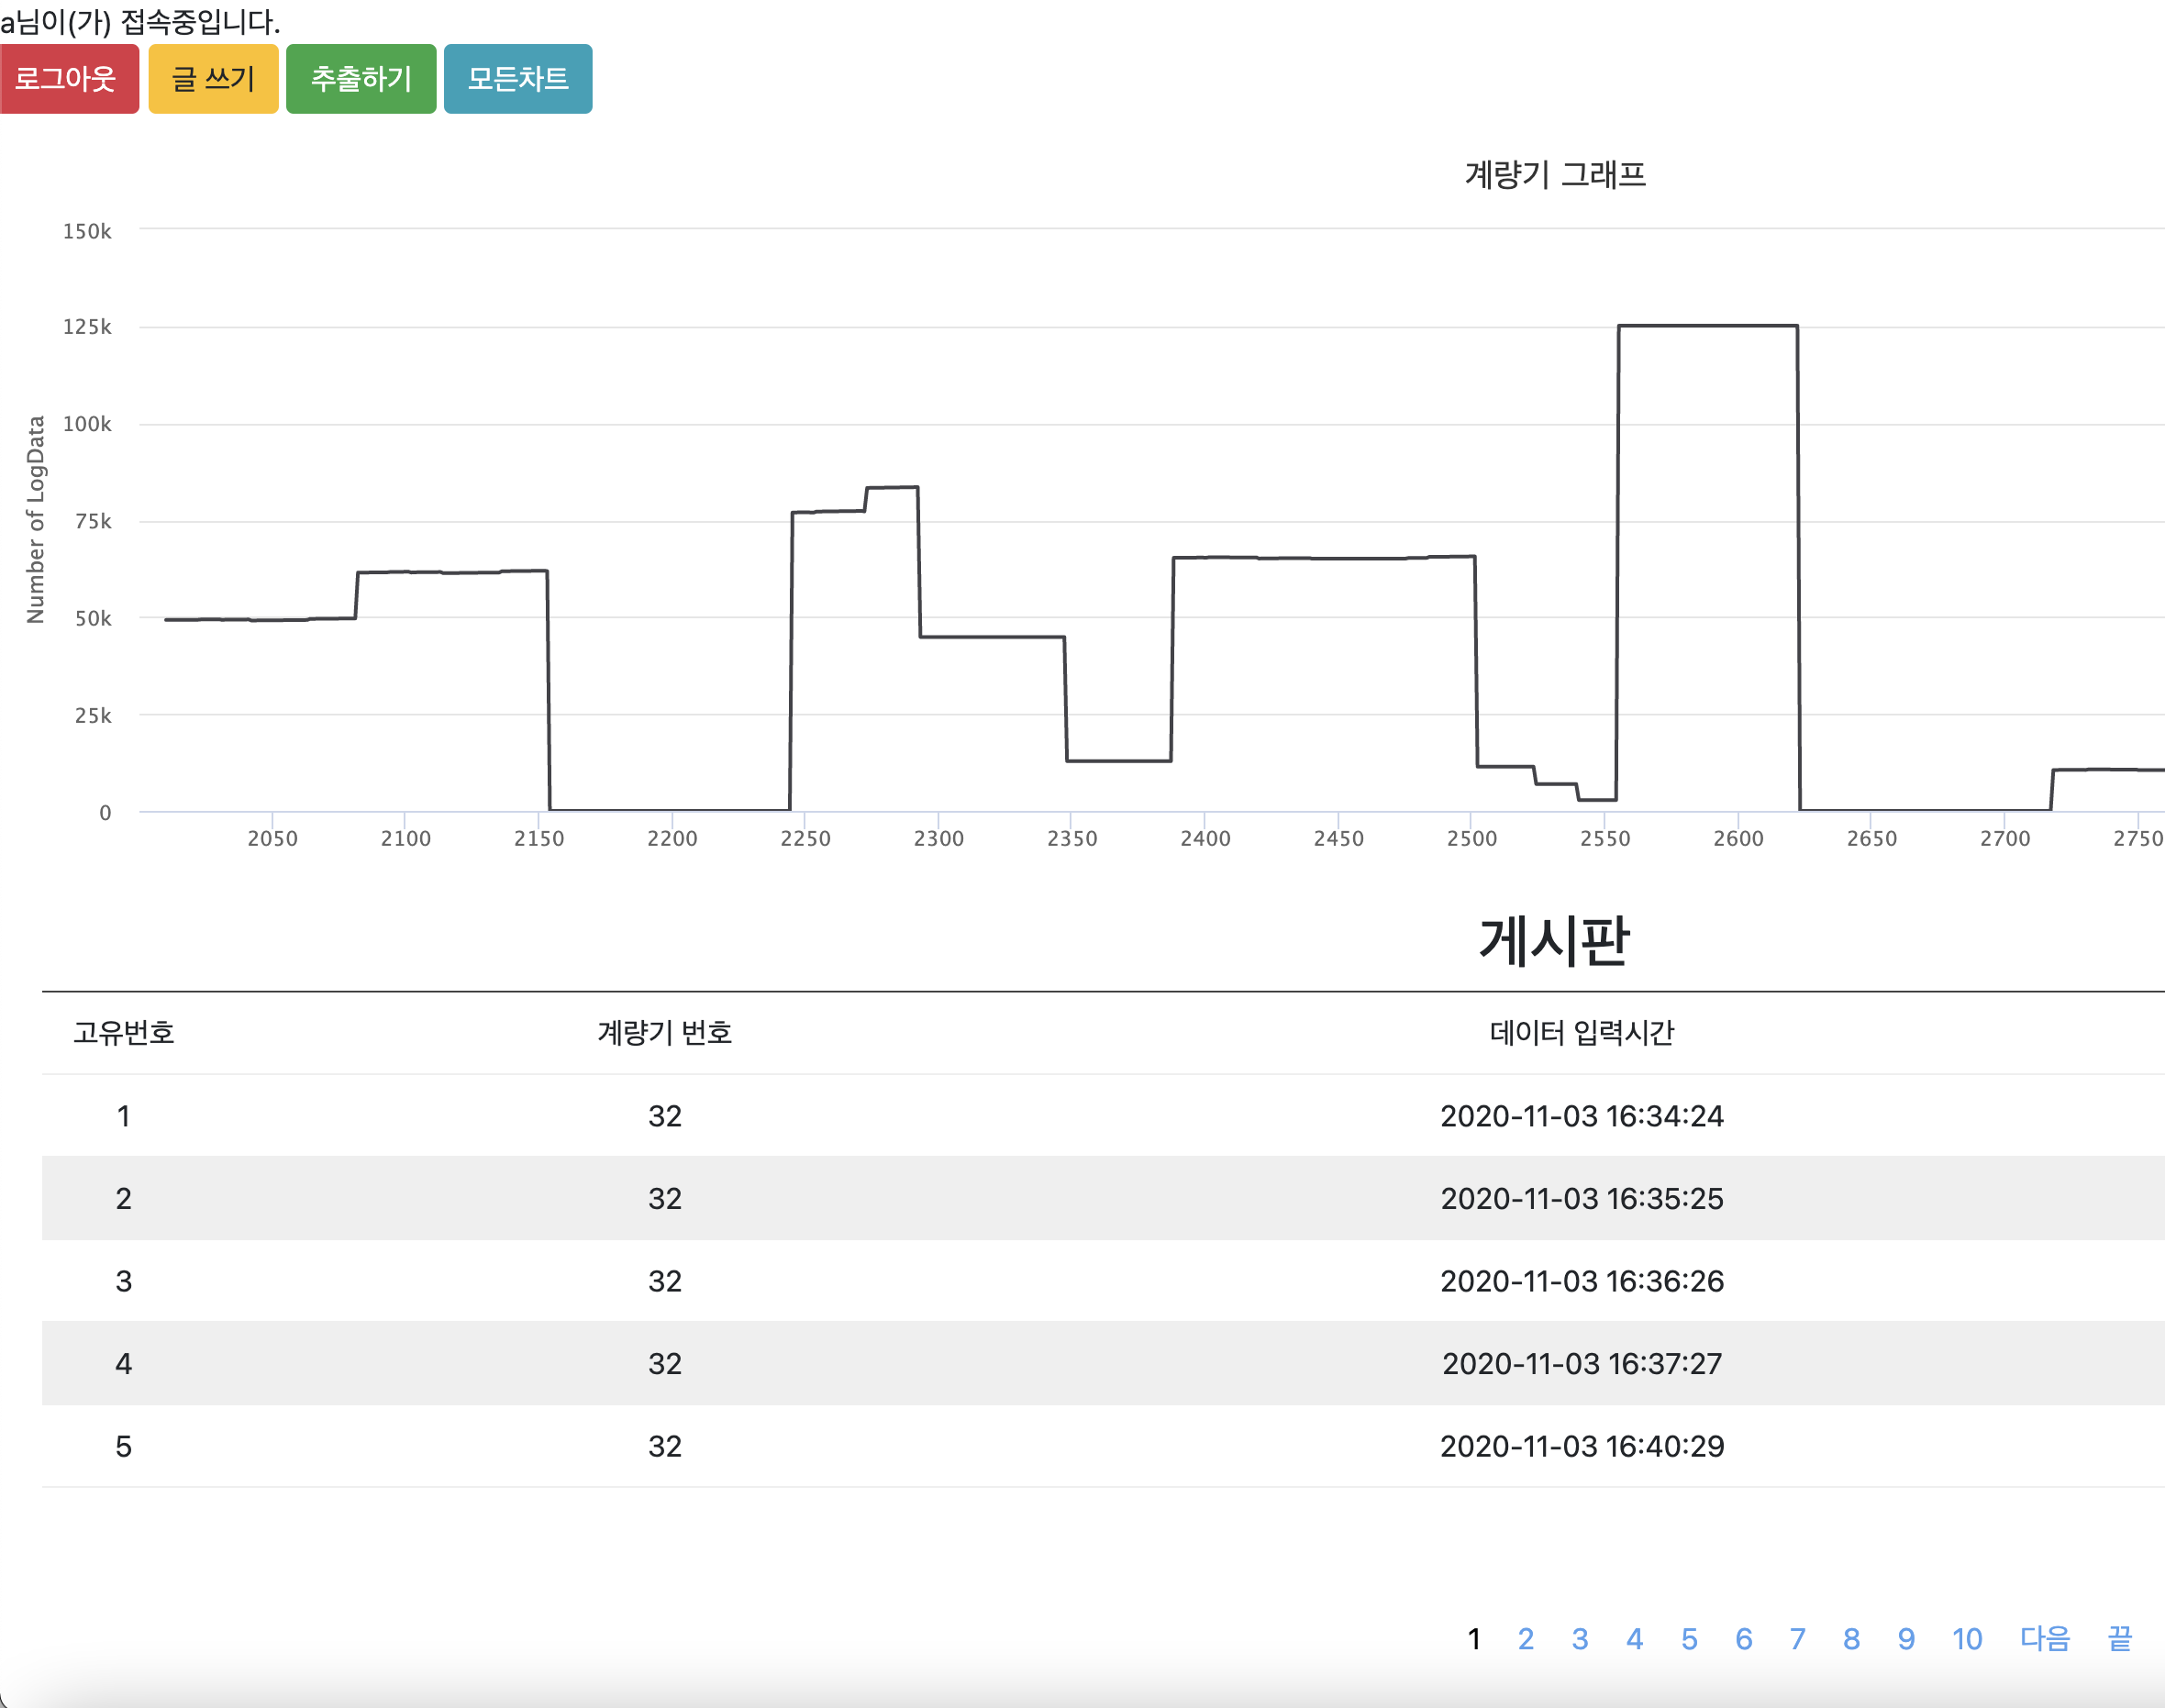 a님이(가) 접속중입니다.
로그아웃 글 쓰기 추출하기 모든차트
계량기 그래프
150k
125k
100k
75k
50k
25k
0
Number of LogData
2050 2100 2150 2200 2250 2300 2350 2400 2450 2500 2550 2600 2650 2700 2750
게시판
고유번호 계량기 번호 데이터 입력시간
1 32 2020-11-03 16:34:24
2 32 2020-11-03 16:35:25
3 32 2020-11-03 16:36:26
4 32 2020-11-03 16:37:27
5 32 2020-11-03 16:40:29
1 2 3 4 5 6 7 8 9 10 다음 끝